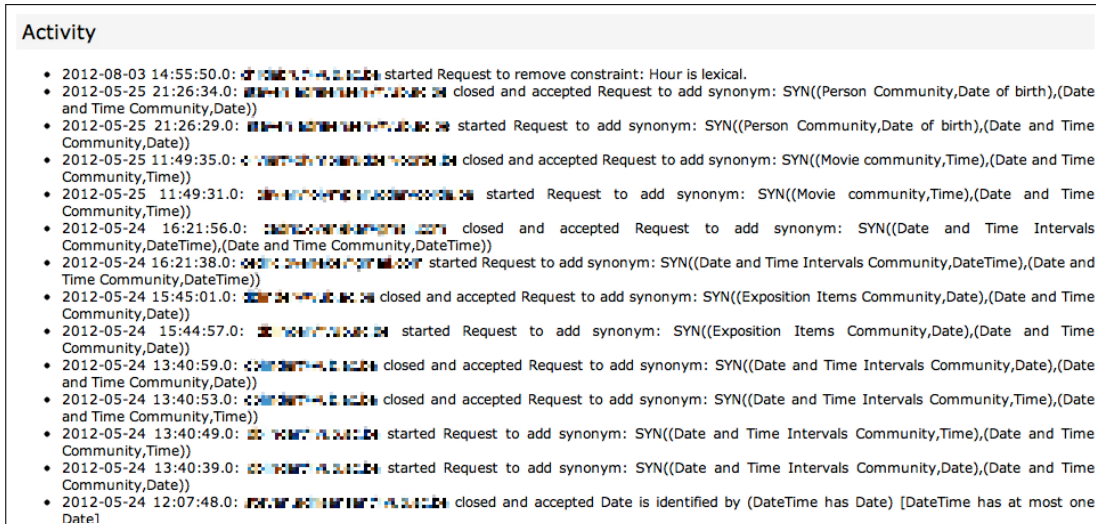 Activity
• 2012-08-03 14:55:50.0: started Request to remove constraint: Hour is lexical.
• 2012-05-25 21:26:34.0: closed and accepted Request to add synonym: SYN((Person Community,Date of birth),(Date
and Time Community,Date))
• 2012-05-25 21:26:29.0: started Request to add synonym: SYN((Person Community,Date of birth),(Date and Time
Community,Date))
• 2012-05-25 11:49:35.0: closed and accepted Request to add synonym: SYN((Movie community,Time),(Date and Time
Community,Time))
• 2012-05-25 11:49:31.0: started Request to add synonym: SYN((Movie community,Time),(Date and Time
Community,Time))
• 2012-05-24 16:21:56.0: closed and accepted Request to add synonym: SYN((Date and Time Intervals
Community,DateTime),(Date and Time Community,DateTime))
• 2012-05-24 16:21:38.0: started Request to add synonym: SYN((Date and Time Intervals Community,DateTime),(Date and
Time Community,DateTime))
• 2012-05-24 15:45:01.0: closed and accepted Request to add synonym: SYN((Exposition Items Community,Date),(Date and Time
Community,Date))
• 2012-05-24 15:44:57.0: started Request to add synonym: SYN((Exposition Items Community,Date),(Date and Time
Community,Date))
• 2012-05-24 13:40:59.0: closed and accepted Request to add synonym: SYN((Date and Time Intervals Community,Date),(Date
and Time Community,Date))
• 2012-05-24 13:40:53.0: closed and accepted Request to add synonym: SYN((Date and Time Intervals Community,Time),(Date
and Time Community,Time))
• 2012-05-24 13:40:49.0: started Request to add synonym: SYN((Date and Time Intervals Community,Time),(Date and Time
Community,Time))
• 2012-05-24 13:40:39.0: started Request to add synonym: SYN((Date and Time Intervals Community,Date),(Date and Time
Community,Date))
• 2012-05-24 12:07:48.0: closed and accepted Date is identified by (DateTime has Date) [DateTime has at most one
Date]